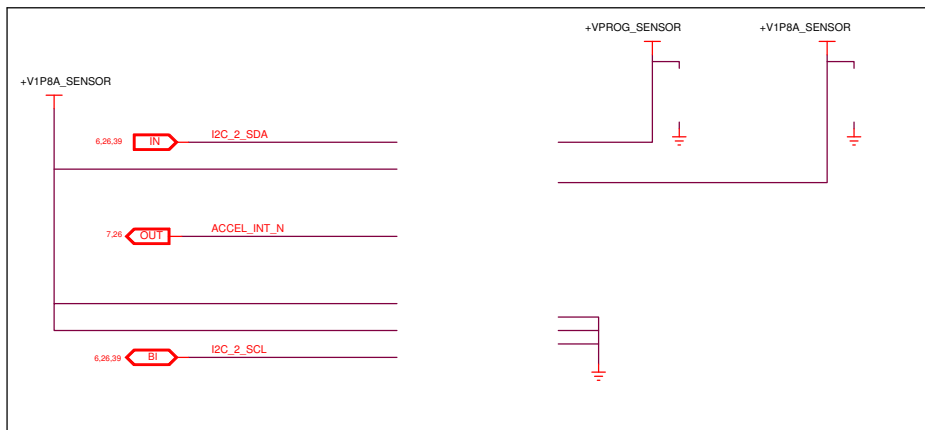 +VPROG_SENSOR
+V1P8A_SENSOR
+V1P8A_SENSOR
6,26,39 IN I2C_2_SDA
7,26 OUT ACCEL_INT_N
6,26,39 BI I2C_2_SCL